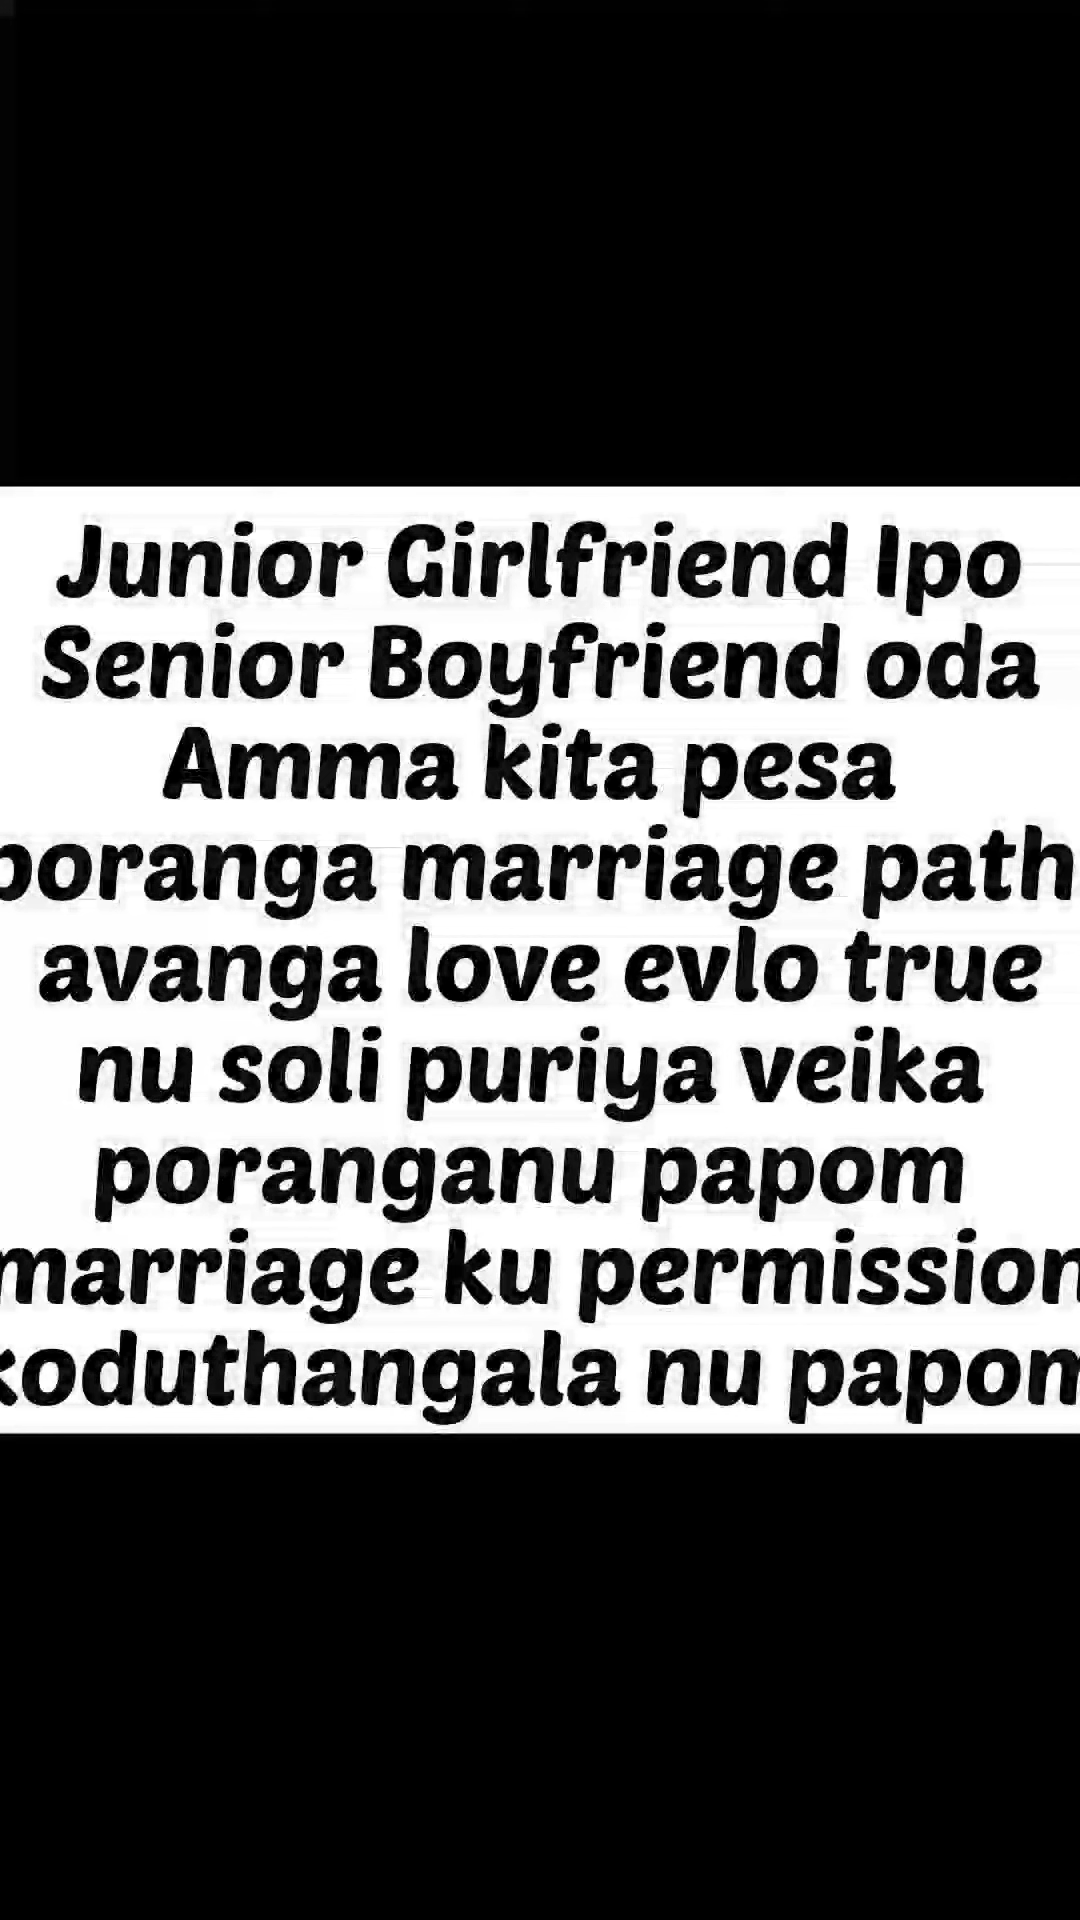 Junior Girlfriend Ipo
Senior Boyfriend oda
Amma kita pesa
poranga marriage path
avanga love evlo true
nu soli puriya veika
poranganu papom
marriage ku permission
koduthangala nu papom